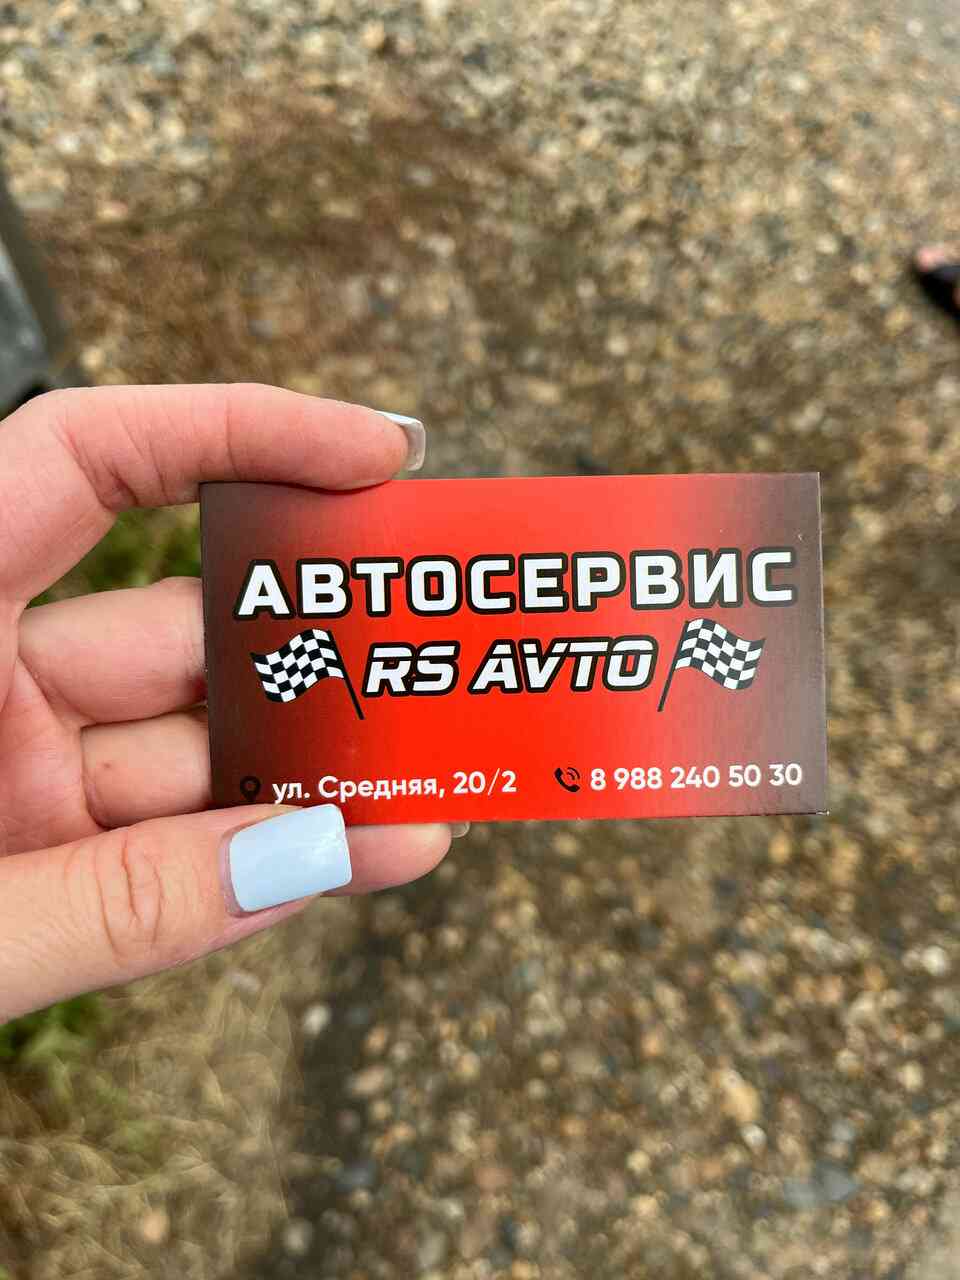 АВТОСЕРВИС
RS AVTO
ул. Средняя, 20/2
8 988 240 50 30